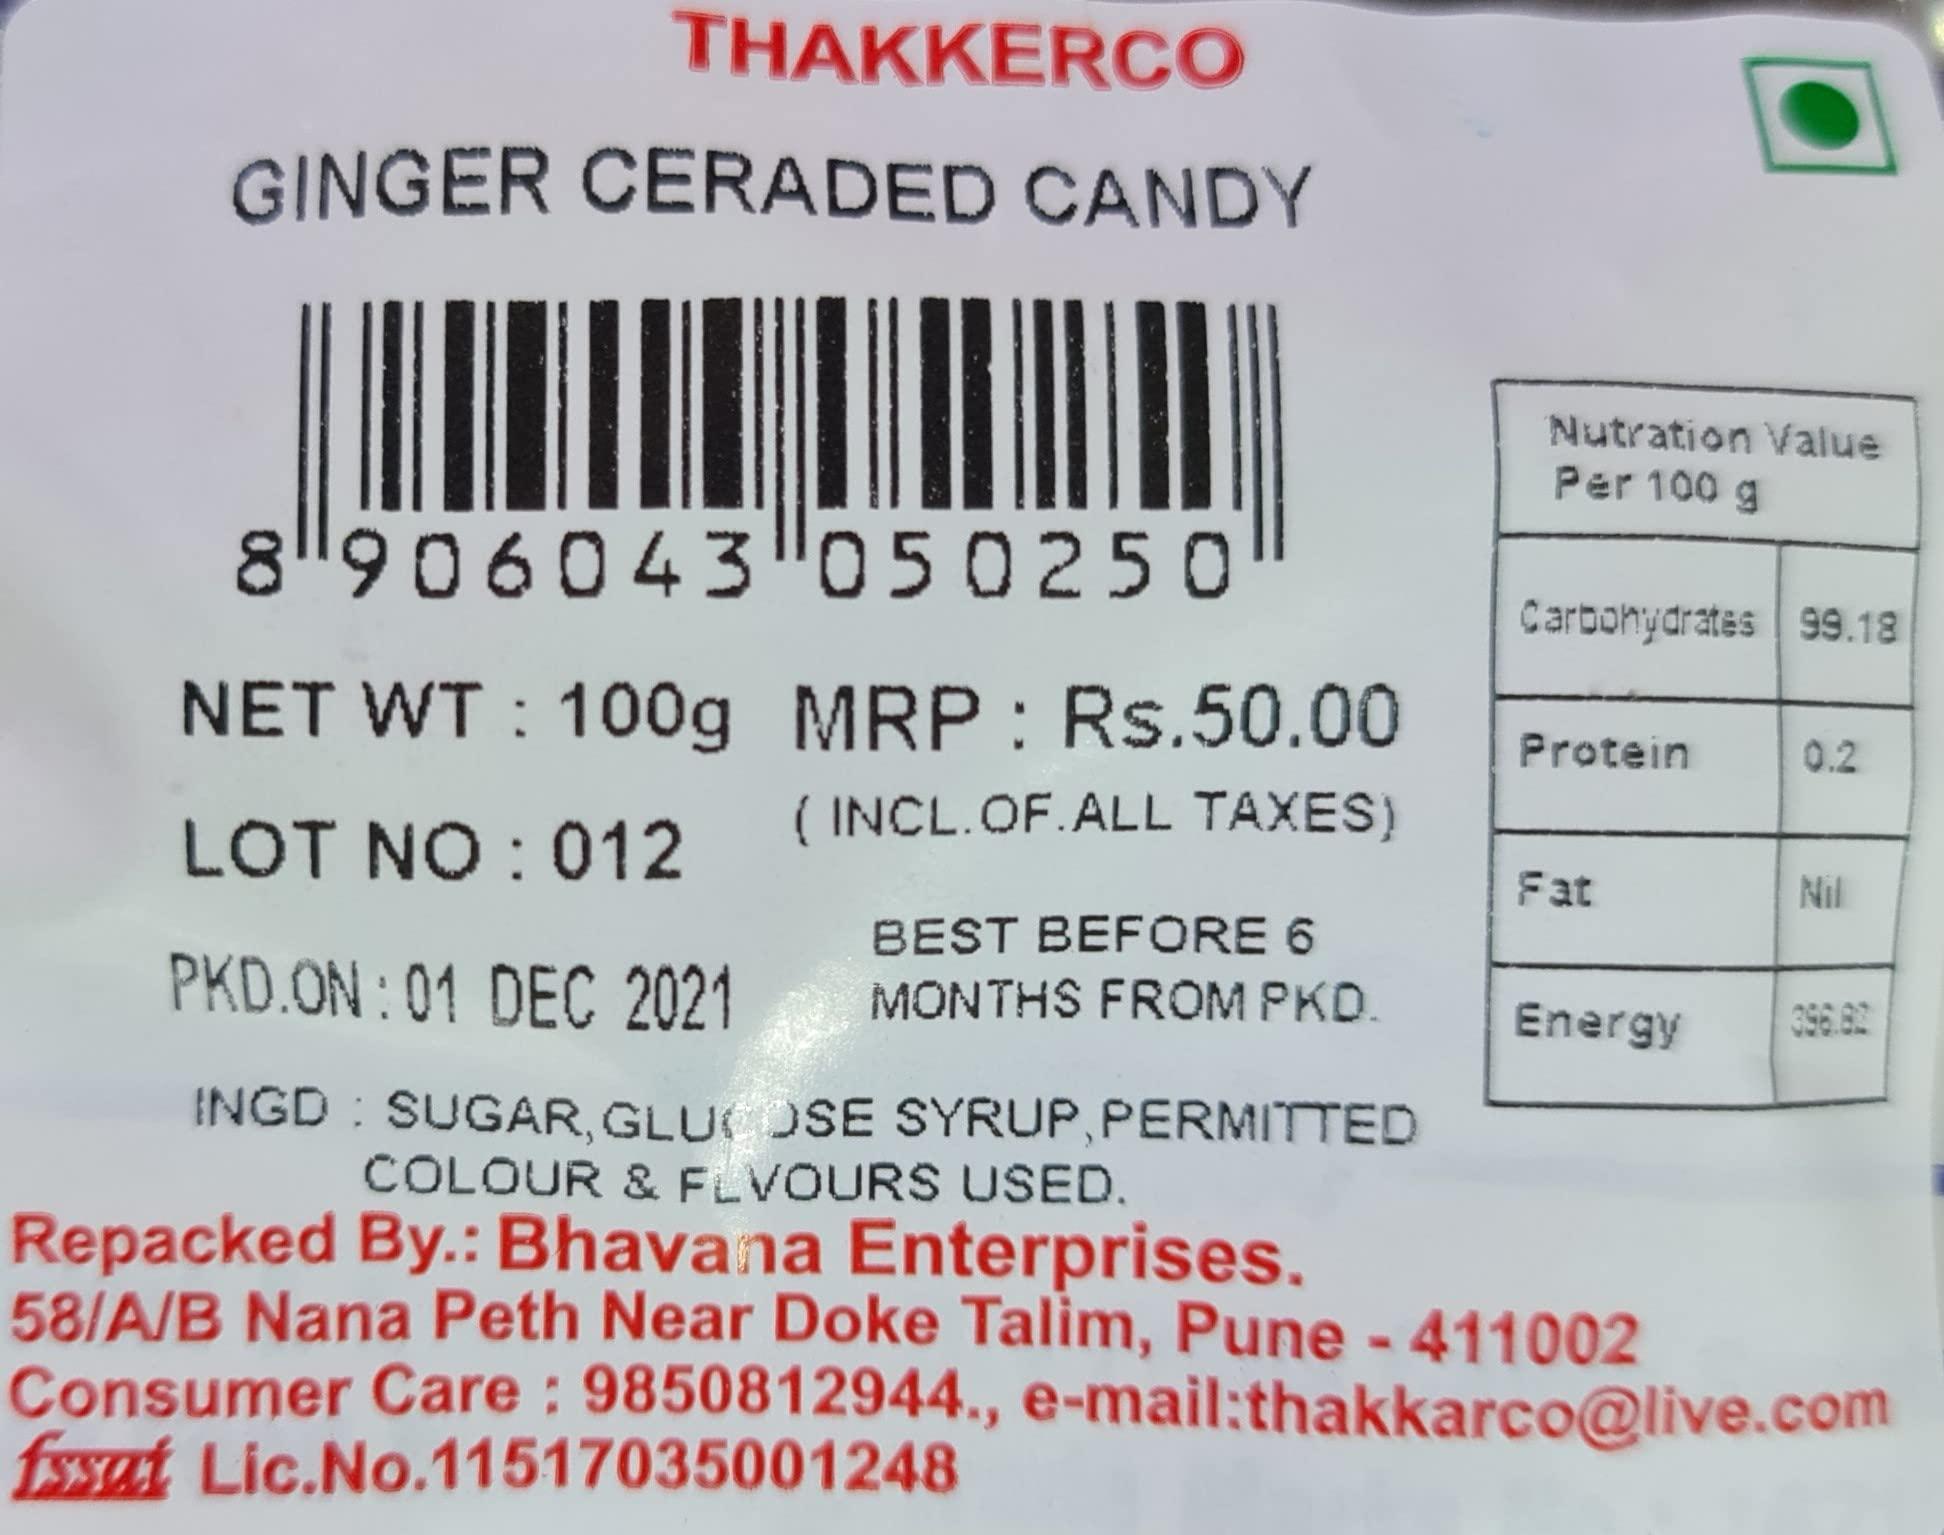 THAKKERCO
GINGER CERADED CANDY
8 906043 050250
NET WT : 100g MRP : Rs.50.00
( INCL.OF.ALL TAXES)
LOT NO : 012
BEST BEFORE 6
MONTHS FROM PKD.
PKD.ON : 01 DEC 2021
INGD : SUGAR,GLUCOSE SYRUP,PERMITTED
COLOUR & FLVOURS USED.
Nutration Value
Per 100 g
Carbohydrates 99.18
Protein 0.2
Fat Nil
Energy 396.82
Repacked By.: Bhavana Enterprises.
58/A/B Nana Peth Near Doke Talim, Pune - 411002
Consumer Care : 9850812944., e-mail:thakkarco@live.com
fssai Lic.No.11517035001248